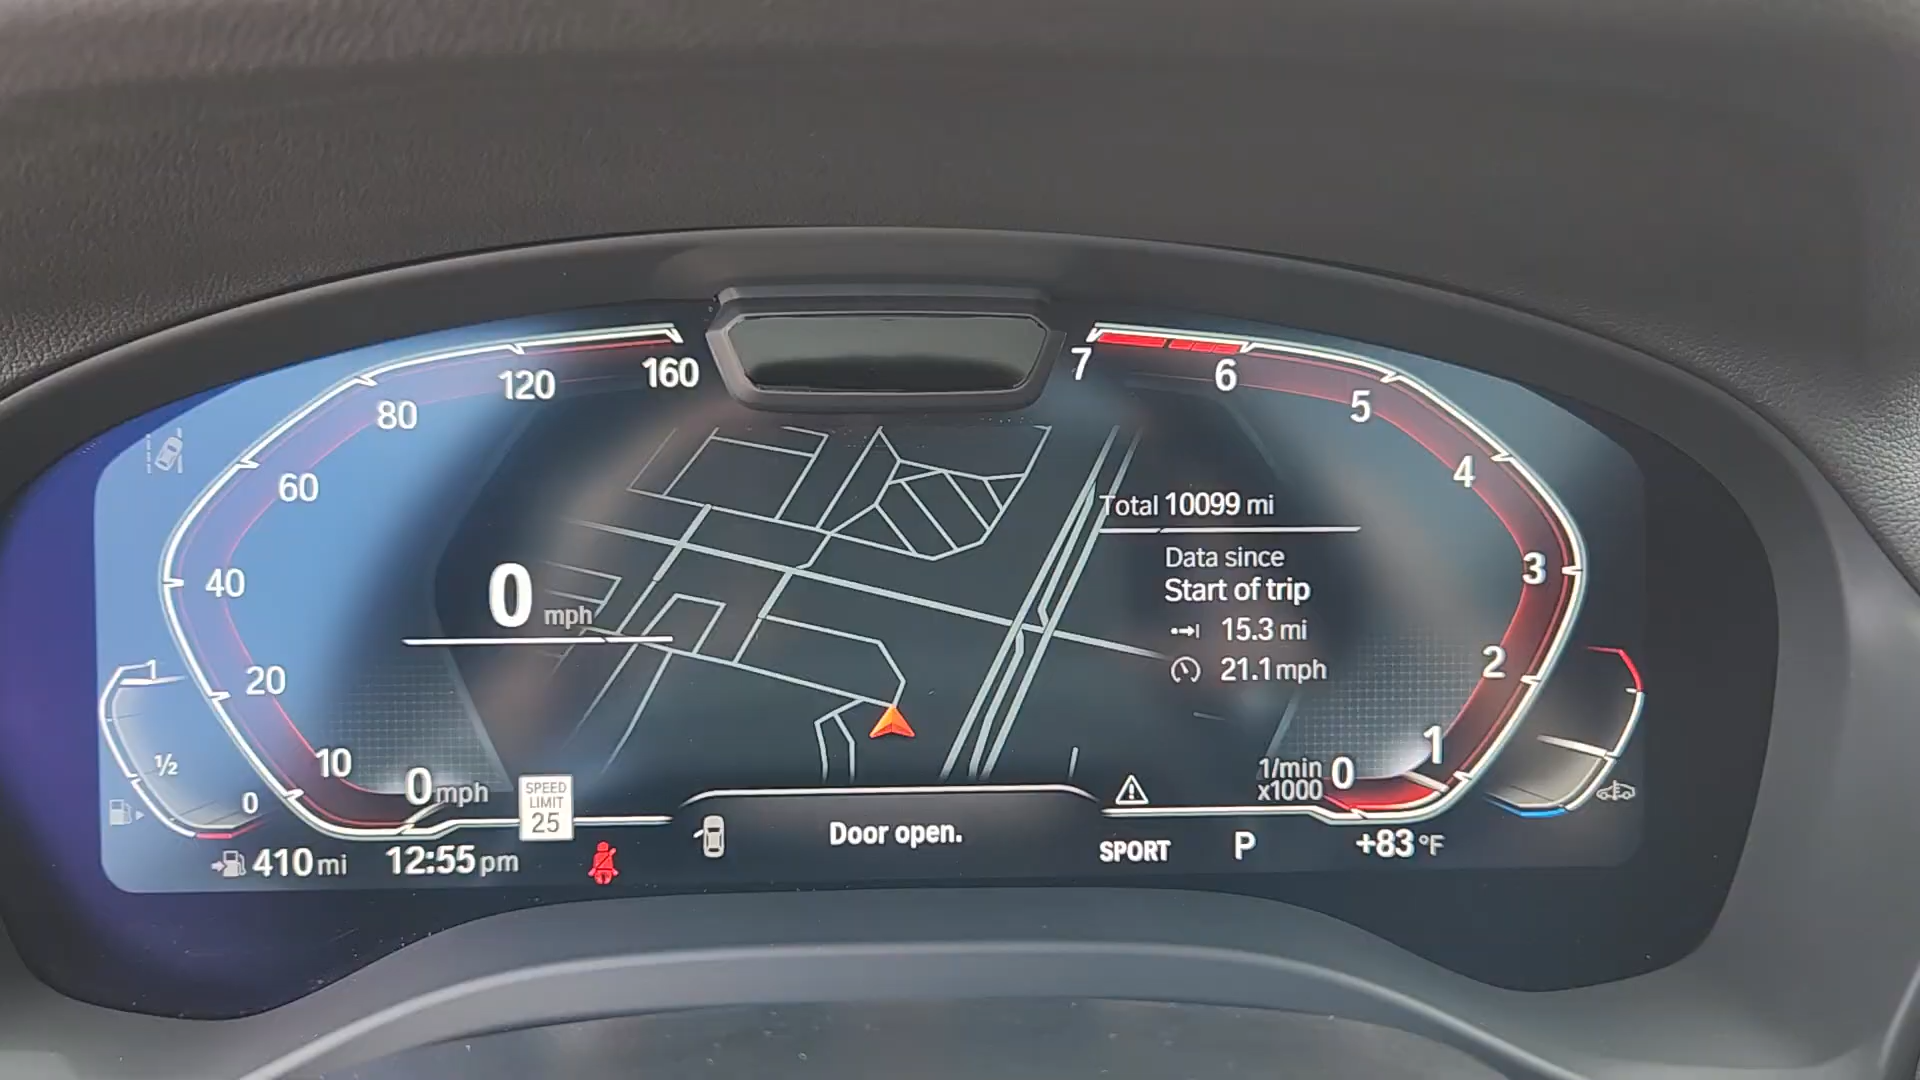 160
120
80
60
40
20
10
0 mph
0 mph
SPEED
LIMIT
25
1
1/2
0
410 mi
12:55 pm
Total 10099 mi
Data since
Start of trip
15.3 mi
21.1 mph
7
6
5
4
3
2
1
0
1/min
x1000
Door open.
SPORT
P
+83 °F